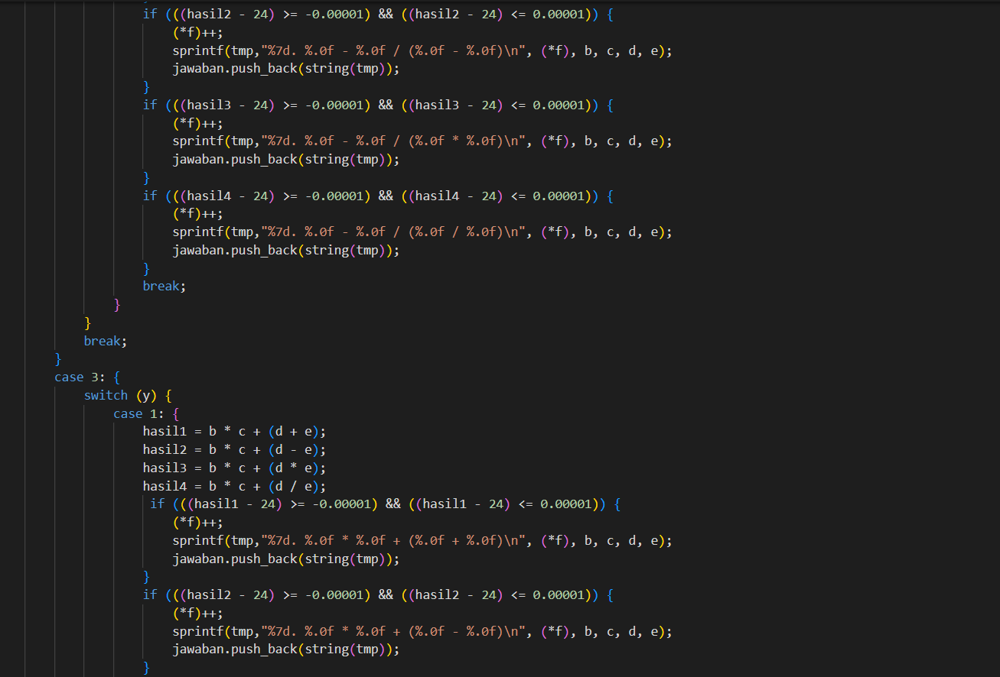 if (((hasil2 - 24) >= -0.00001) && ((hasil2 - 24) <= 0.00001)) {
(*f)++;
sprintf(tmp,"%7d. %.0f - %.0f / (%.0f - %.0f)\n", (*f), b, c, d, e);
jawaban.push_back(string(tmp));
}
if (((hasil3 - 24) >= -0.00001) && ((hasil3 - 24) <= 0.00001)) {
(*f)++;
sprintf(tmp,"%7d. %.0f - %.0f / (%.0f * %.0f)\n", (*f), b, c, d, e);
jawaban.push_back(string(tmp));
}
if (((hasil4 - 24) >= -0.00001) && ((hasil4 - 24) <= 0.00001)) {
(*f)++;
sprintf(tmp,"%7d. %.0f - %.0f / (%.0f / %.0f)\n", (*f), b, c, d, e);
jawaban.push_back(string(tmp));
}
break;
}
}
break;
}
case 3: {
switch (y) {
case 1: {
hasil1 = b * c + (d + e);
hasil2 = b * c + (d - e);
hasil3 = b * c + (d * e);
hasil4 = b * c + (d / e);
if (((hasil1 - 24) >= -0.00001) && ((hasil1 - 24) <= 0.00001)) {
(*f)++;
sprintf(tmp,"%7d. %.0f * %.0f + (%.0f + %.0f)\n", (*f), b, c, d, e);
jawaban.push_back(string(tmp));
}
if (((hasil2 - 24) >= -0.00001) && ((hasil2 - 24) <= 0.00001)) {
(*f)++;
sprintf(tmp,"%7d. %.0f * %.0f + (%.0f - %.0f)\n", (*f), b, c, d, e);
jawaban.push_back(string(tmp));
}